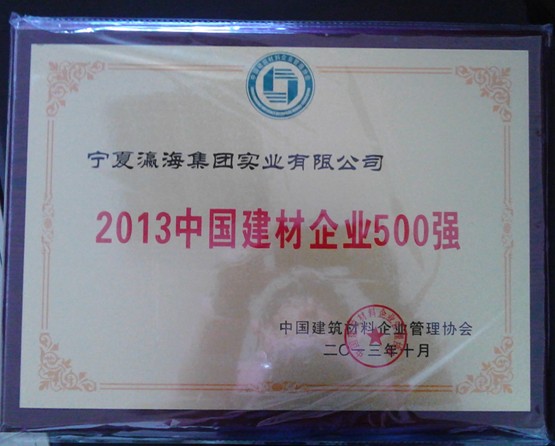 宁夏瀛海集团实业有限公司
2013中国建材企业500强
中国建筑材料企业管理协会
二〇一三年十月